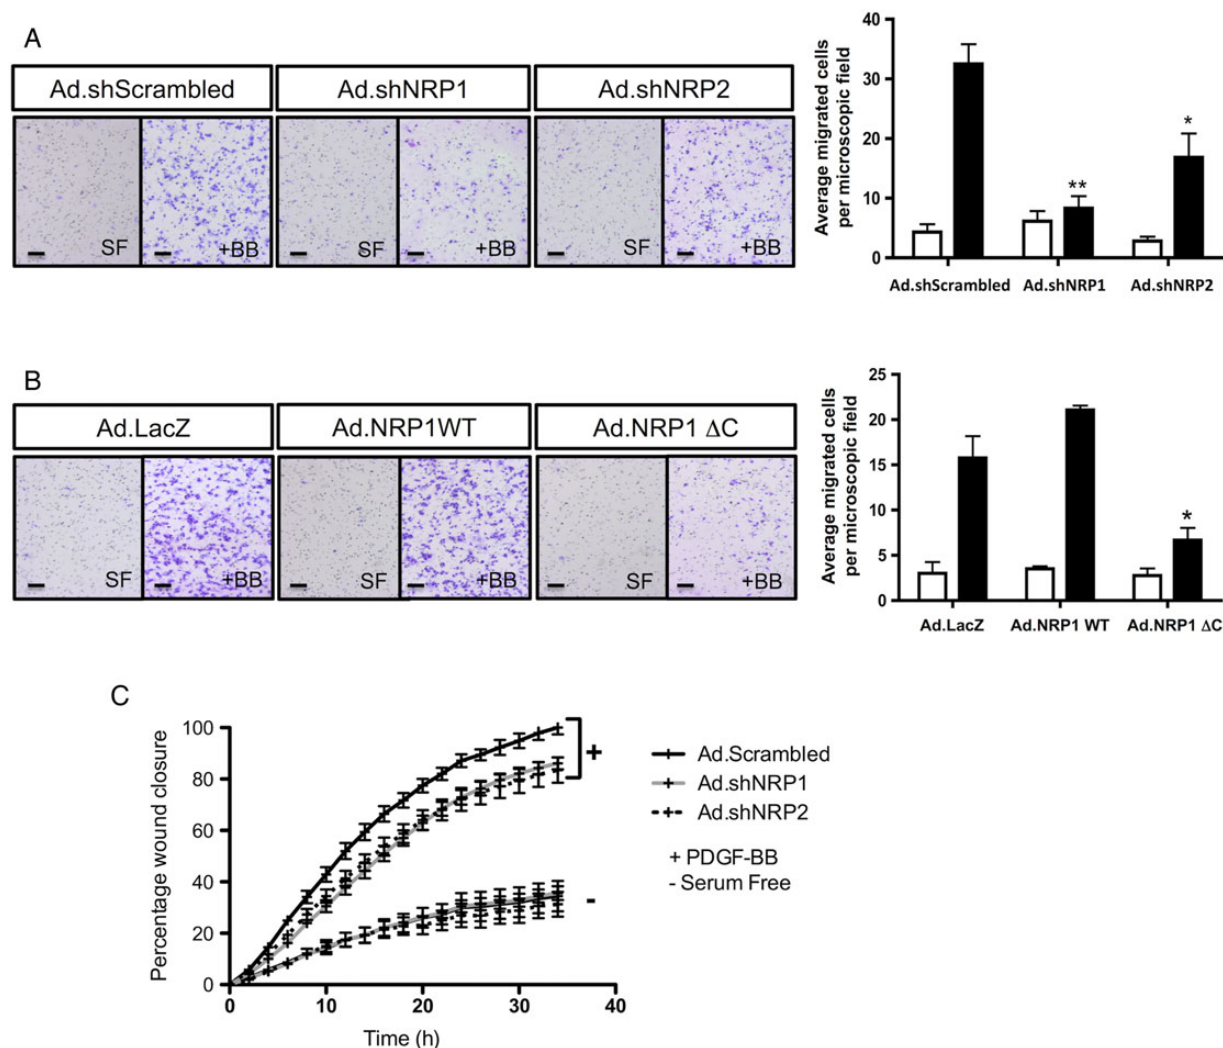 A
Ad.shScrambled
Ad.shNRP1
Ad.shNRP2
SF
+BB
SF
+BB
SF
+BB
Average migrated cells
per microscopic field
40
30
20
10
0
**
*
Ad.shScrambled
Ad.shNRP1
Ad.shNRP2
B
Ad.LacZ
Ad.NRP1WT
Ad.NRP1 ΔC
SF
+BB
SF
+BB
SF
+BB
Average migrated cells
per microscopic field
25
20
15
10
5
0
*
Ad.LacZ
Ad.NRP1 WT
Ad.NRP1 ΔC
C
Percentage wound closure
100
80
60
40
20
0
0
10
20
30
40
Time (h)
+
-
Ad.Scrambled
Ad.shNRP1
Ad.shNRP2
+ PDGF-BB
- Serum Free